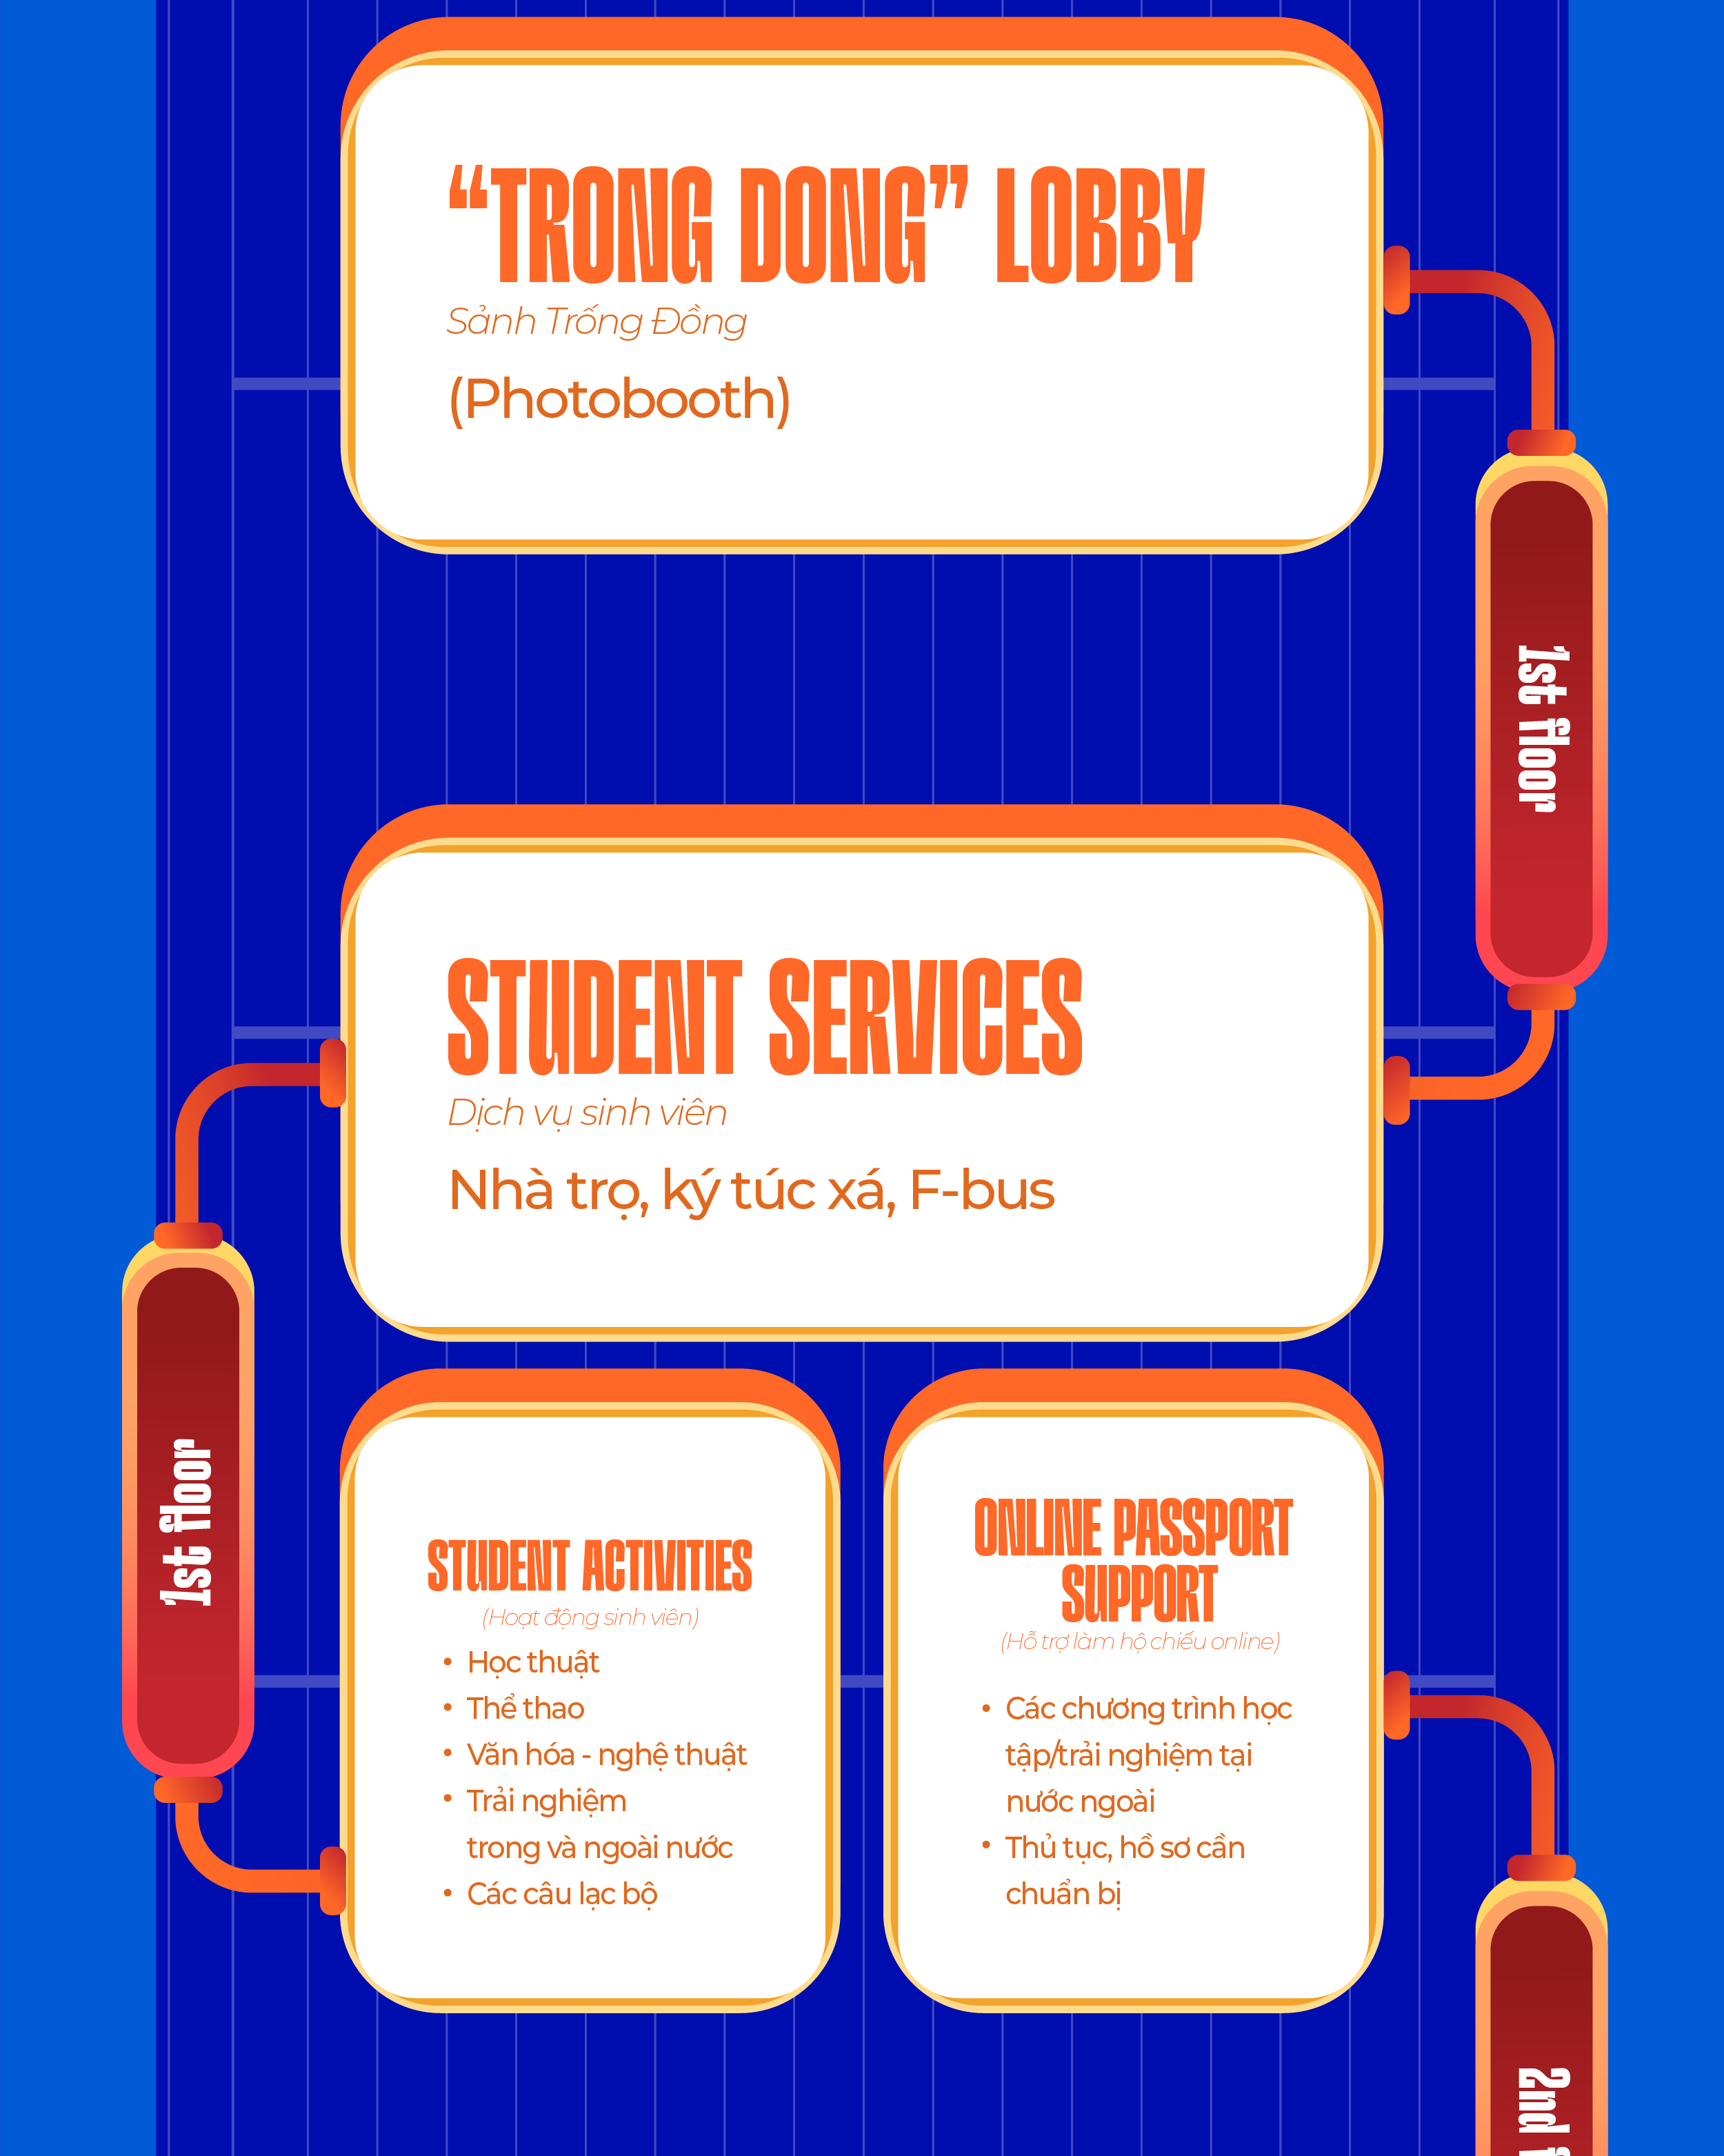 “TRONG DONG” LOBBY
Sảnh Trống Đồng
(Photobooth)
1st floor
STUDENT SERVICES
Dịch vụ sinh viên
Nhà trọ, ký túc xá, F-bus
1st floor
STUDENT ACTIVITIES
(Hoạt động sinh viên)
• Học thuật
• Thể thao
• Văn hóa - nghệ thuật
• Trải nghiệm
trong và ngoài nước
• Các câu lạc bộ
ONLINE PASSPORT
SUPPORT
(Hỗ trợ làm hộ chiếu online)
• Các chương trình học
tập/trải nghiệm tại
nước ngoài
• Thủ tục, hồ sơ cần
chuẩn bị
2nd